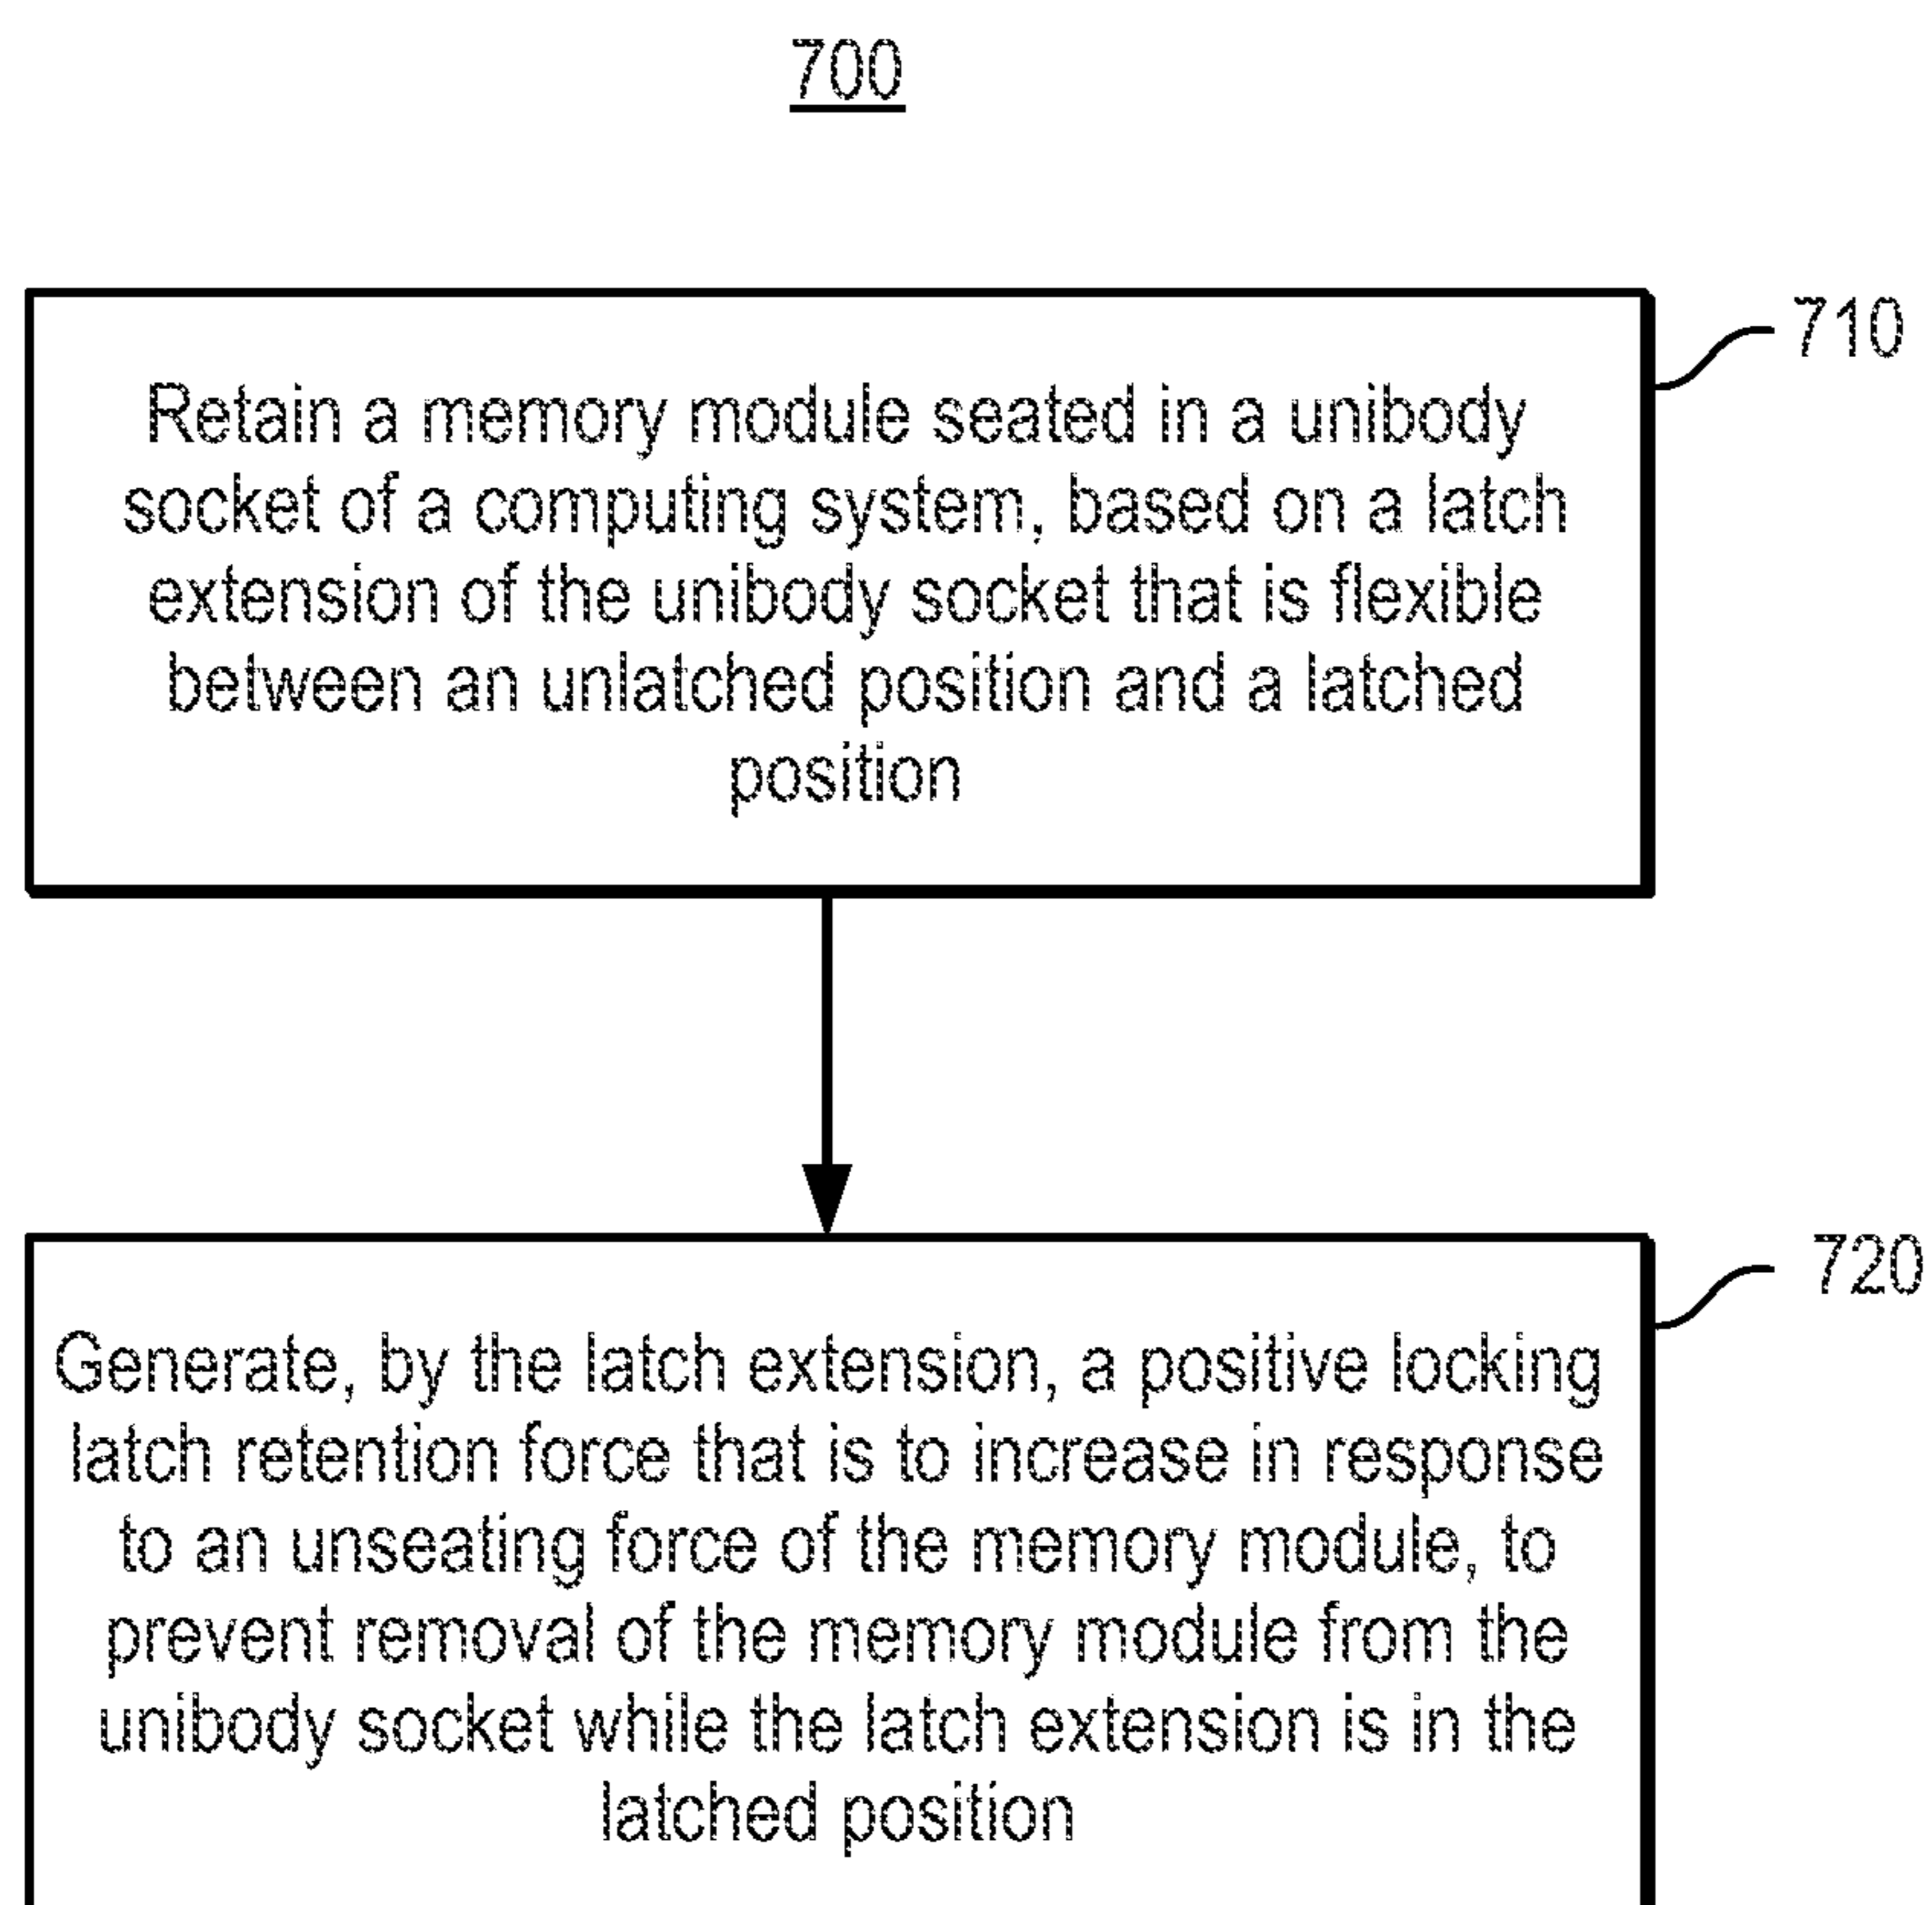 700
710
Retain a memory module seated in a unibody
socket of a computing system, based on a latch
extension of the unibody socket that is flexible
between an unlatched position and a latched
position
720
Generate, by the latch extension, a positive locking
latch retention force that is to increase in response
to an unseating force of the memory module, to
prevent removal of the memory module from the
unibody socket while the latch extension is in the
latched position